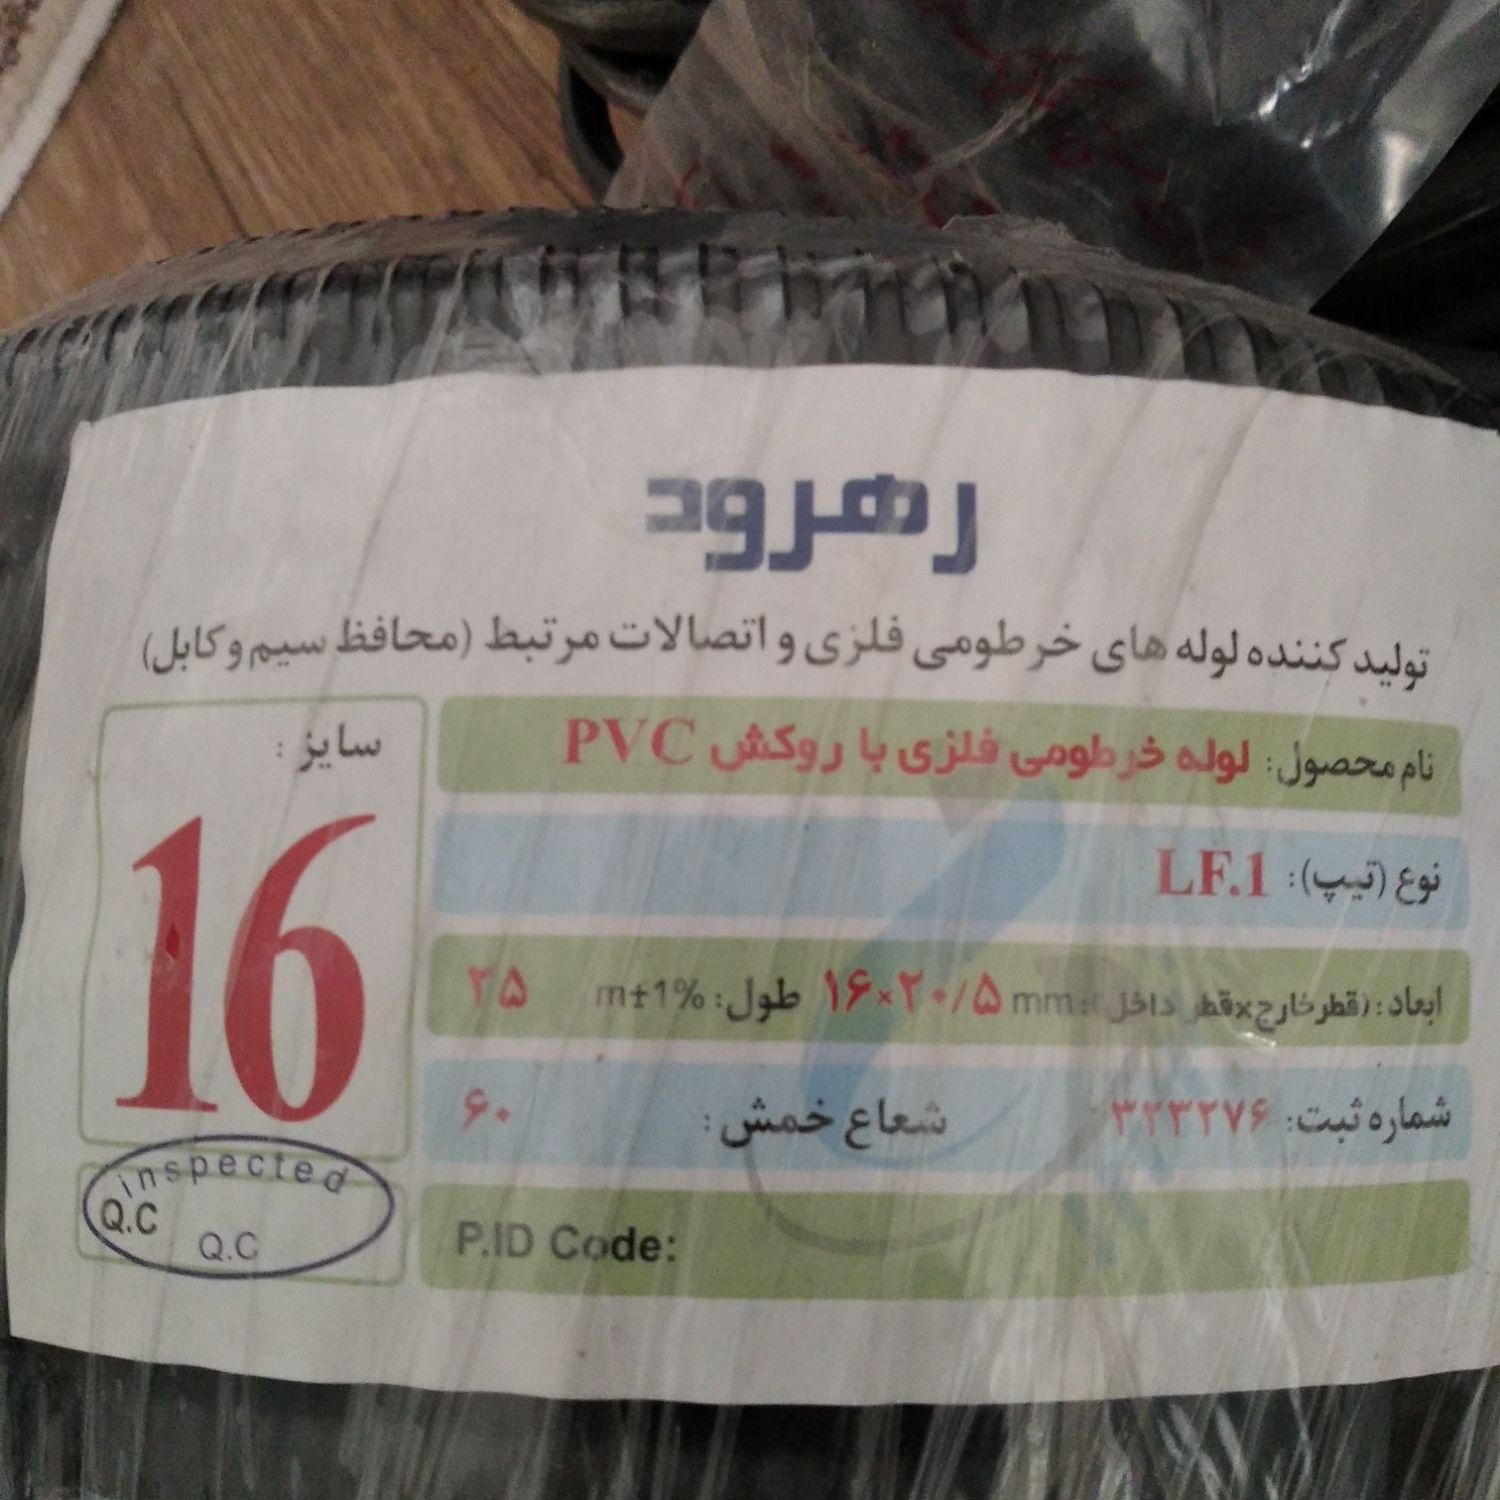 رهرود
تولید کننده لوله های خرطومی فلزی و اتصالات مرتبط (محافظ سیم و کابل)
سایز :
16
نام محصول: لوله خرطومی فلزی با روکش PVC
نوع (تیپ): LF.1
ابعاد: (قطرخارج×قطر داخل): mm ۱۶×۲۰/۵ طول: m±1% ۲۵
شماره ثبت: ۳۲۳۲۷۶ شعاع خمش: ۶۰
P.ID Code:
inspected
Q.C
Q.C